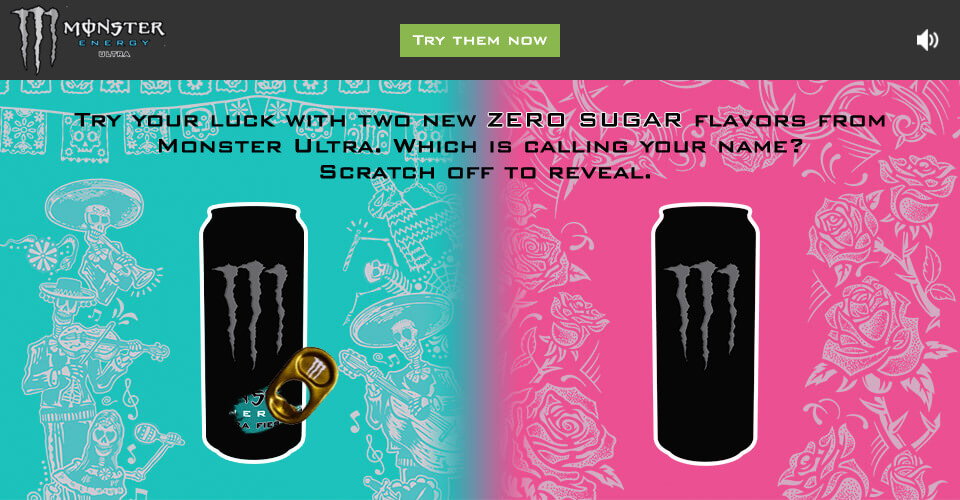 MONSTER
ENERGY
ULTRA
TRY THEM NOW
TRY YOUR LUCK WITH TWO NEW ZERO SUGAR FLAVORS FROM
MONSTER ULTRA. WHICH IS CALLING YOUR NAME?
SCRATCH OFF TO REVEAL.